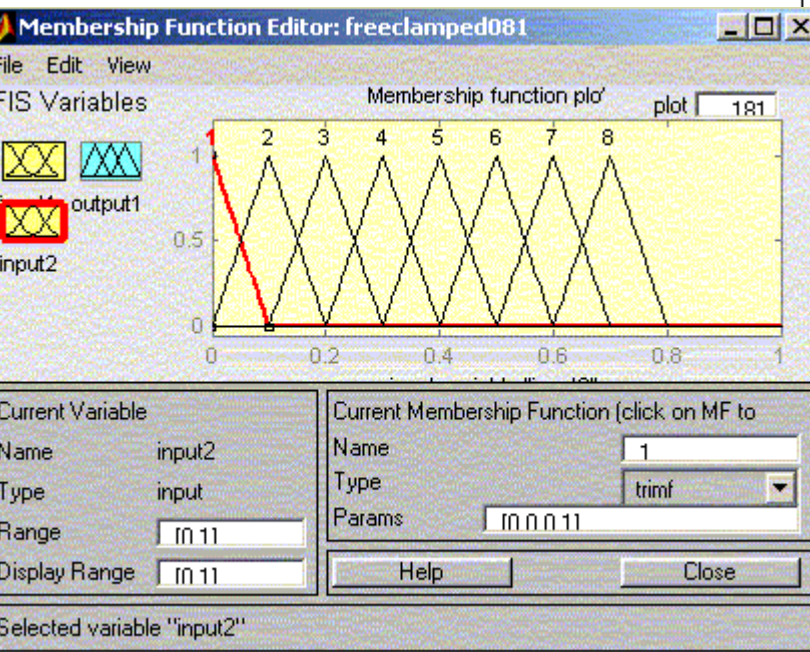 Membership Function Editor: freeclamped081
File Edit View
FIS Variables
output1
input2
Membership function plo
plot 181
1 2 3 4 5 6 7 8
1
0.5
0
0 0.2 0.4 0.6 0.8 1
Current Variable
Name input2
Type input
Range [0 1]
Display Range [0 1]
Current Membership Function (click on MF to
Name 1
Type trimf
Params [0 0 0.1]
Help Close
Selected variable "input2"